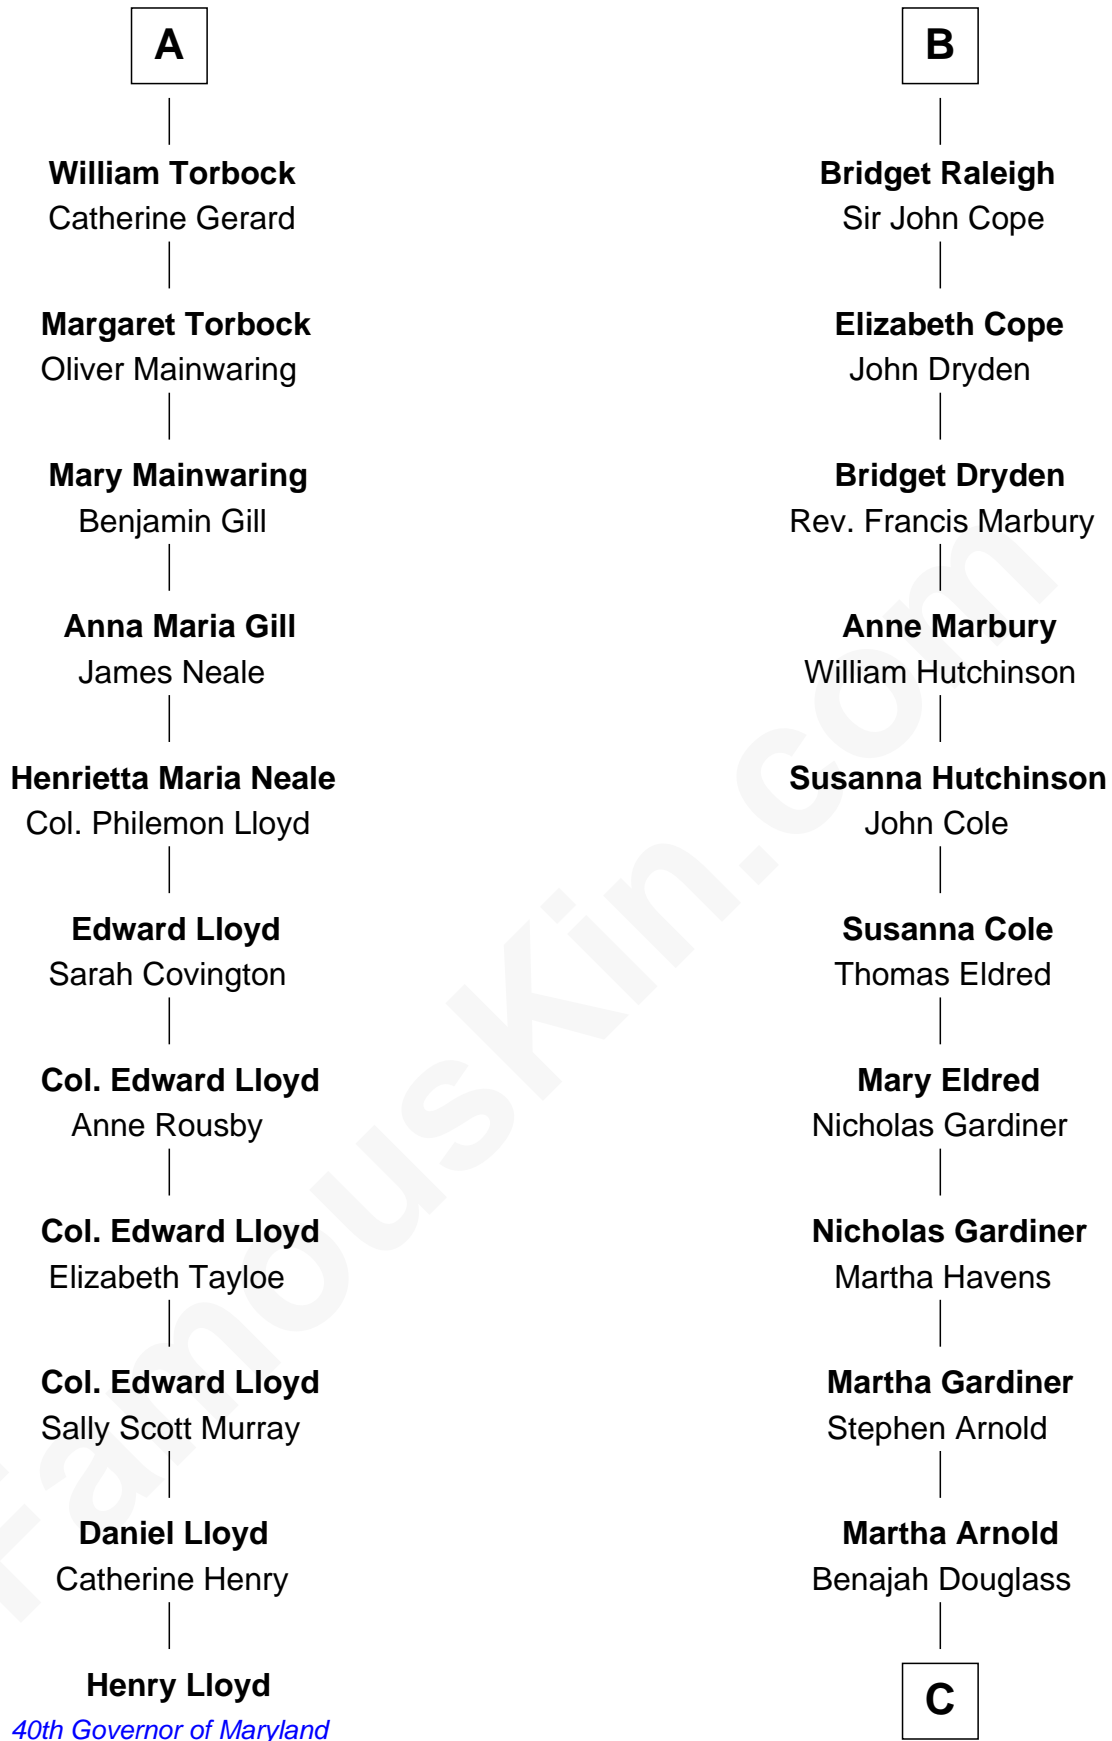 A
William Torbock
Catherine Gerard
Margaret Torbock
Oliver Mainwaring
Mary Mainwaring
Benjamin Gill
Anna Maria Gill
James Neale
Henrietta Maria Neale
Col. Philemon Lloyd
Edward Lloyd
Sarah Covington
Col. Edward Lloyd
Anne Rousby
Col. Edward Lloyd
Elizabeth Tayloe
Col. Edward Lloyd
Sally Scott Murray
Daniel Lloyd
Catherine Henry
Henry Lloyd
40th Governor of Maryland
B
Bridget Raleigh
Sir John Cope
Elizabeth Cope
John Dryden
Bridget Dryden
Rev. Francis Marbury
Anne Marbury
William Hutchinson
Susanna Hutchinson
John Cole
Susanna Cole
Thomas Eldred
Mary Eldred
Nicholas Gardiner
Nicholas Gardiner
Martha Havens
Martha Gardiner
Stephen Arnold
Martha Arnold
Benajah Douglass
C
FamousKin.com